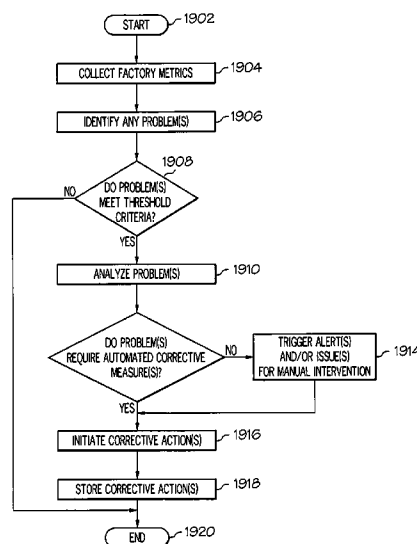 START
1902
COLLECT FACTORY METRICS
1904
IDENTIFY ANY PROBLEM(S)
1906
1908
NO
DO PROBLEM(S)
MEET THRESHOLD
CRITERIA?
YES
ANALYZE PROBLEM(S)
1910
DO PROBLEM(S)
REQUIRE AUTOMATED CORRECTIVE
MEASURE(S)?
NO
TRIGGER ALERT(S)
AND/OR ISSUE(S)
FOR MANUAL INTERVENTION
1914
YES
INITIATE CORRECTIVE ACTION(S)
1916
STORE CORRECTIVE ACTION(S)
1918
END
1920